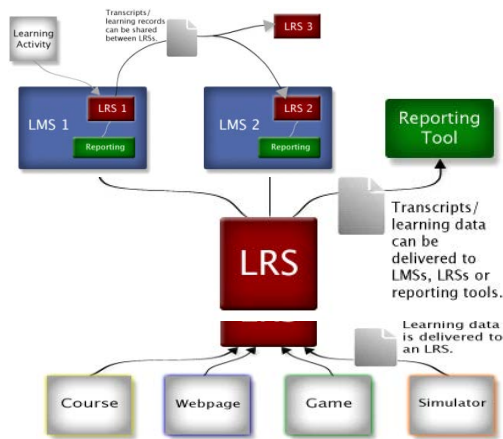 Learning
Activity
Transcripts/
learning records
can be shared
between LRSs.
LRS 3
LMS 1
LRS 1
Reporting
LMS 2
LRS 2
Reporting
Reporting
Tool
LRS
Transcripts/
learning data
can be
delivered to
LMSs, LRSs or
reporting tools.
Learning data
is delivered to
an LRS.
Course
Webpage
Game
Simulator